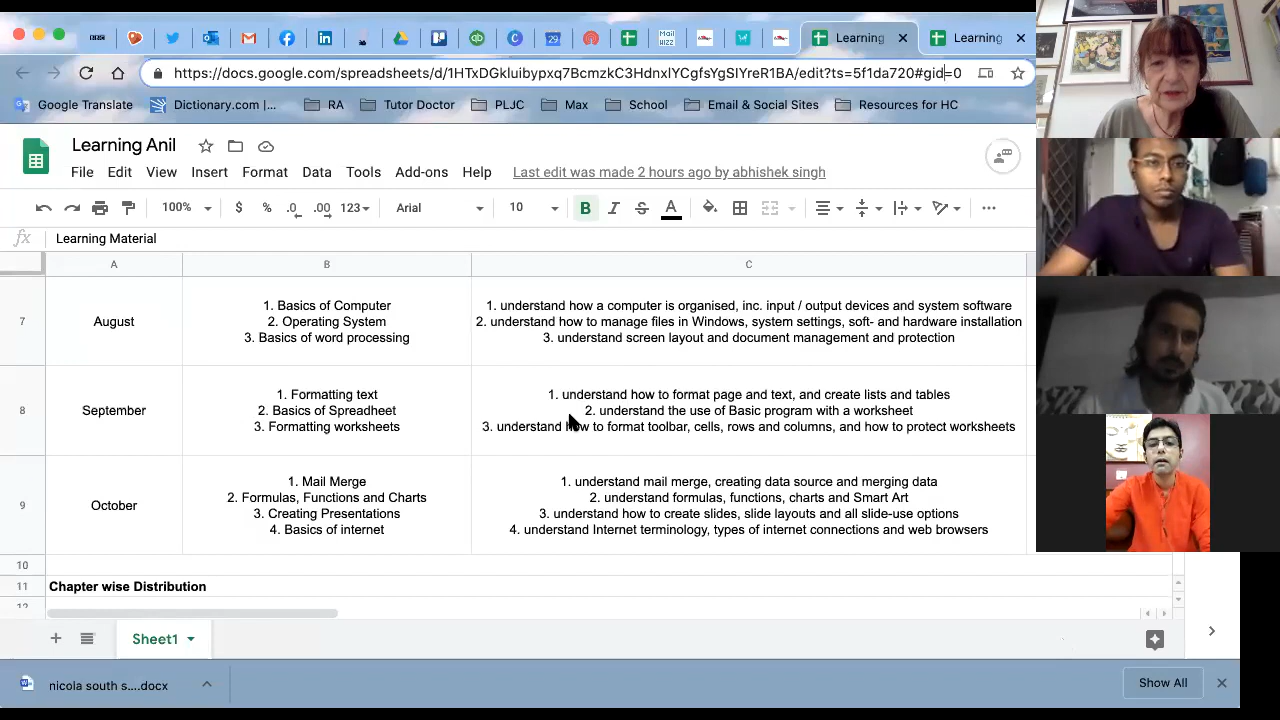 BBC
29
Mail
Wizz
Learning
Learning
https://docs.google.com/spreadsheets/d/1HTxDGkluibypxq7BcmzkC3HdnxlYCgfsYgSIYreR1BA/edit?ts=5f1da720#gid=0
Google Translate
Dictionary.com |...
RA
Tutor Doctor
PLJC
Max
School
Email & Social Sites
Resources for HC
Learning Anil
File Edit View Insert Format Data Tools Add-ons Help Last edit was made 2 hours ago by abhishek singh
100% $ % .0 .00 123 Arial 10 B I S A
fx Learning Material
A B C
7
August
1. Basics of Computer
2. Operating System
3. Basics of word processing
1. understand how a computer is organised, inc. input / output devices and system software
2. understand how to manage files in Windows, system settings, soft- and hardware installation
3. understand screen layout and document management and protection
8
September
1. Formatting text
2. Basics of Spreadheet
3. Formatting worksheets
1. understand how to format page and text, and create lists and tables
2. understand the use of Basic program with a worksheet
3. understand how to format toolbar, cells, rows and columns, and how to protect worksheets
9
October
1. Mail Merge
2. Formulas, Functions and Charts
3. Creating Presentations
4. Basics of internet
1. understand mail merge, creating data source and merging data
2. understand formulas, functions, charts and Smart Art
3. understand how to create slides, slide layouts and all slide-use options
4. understand Internet terminology, types of internet connections and web browsers
10
11 Chapter wise Distribution
12
Sheet1
nicola south s....docx
Show All